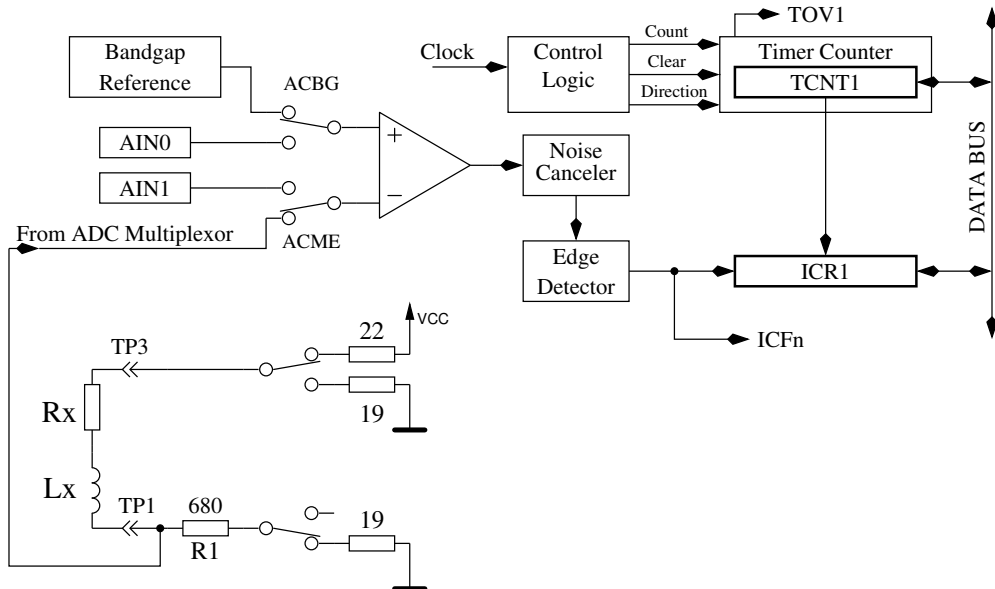 TOV1
Bandgap
Reference
ACBG
Clock
Control
Logic
Count
Clear
Direction
Timer Counter
TCNT1
AIN0
AIN1
+
−
Noise
Canceler
DATA BUS
From ADC Multiplexor
ACME
Edge
Detector
ICR1
ICFn
VCC
22
TP3
19
Rx
Lx
TP1
680
R1
19